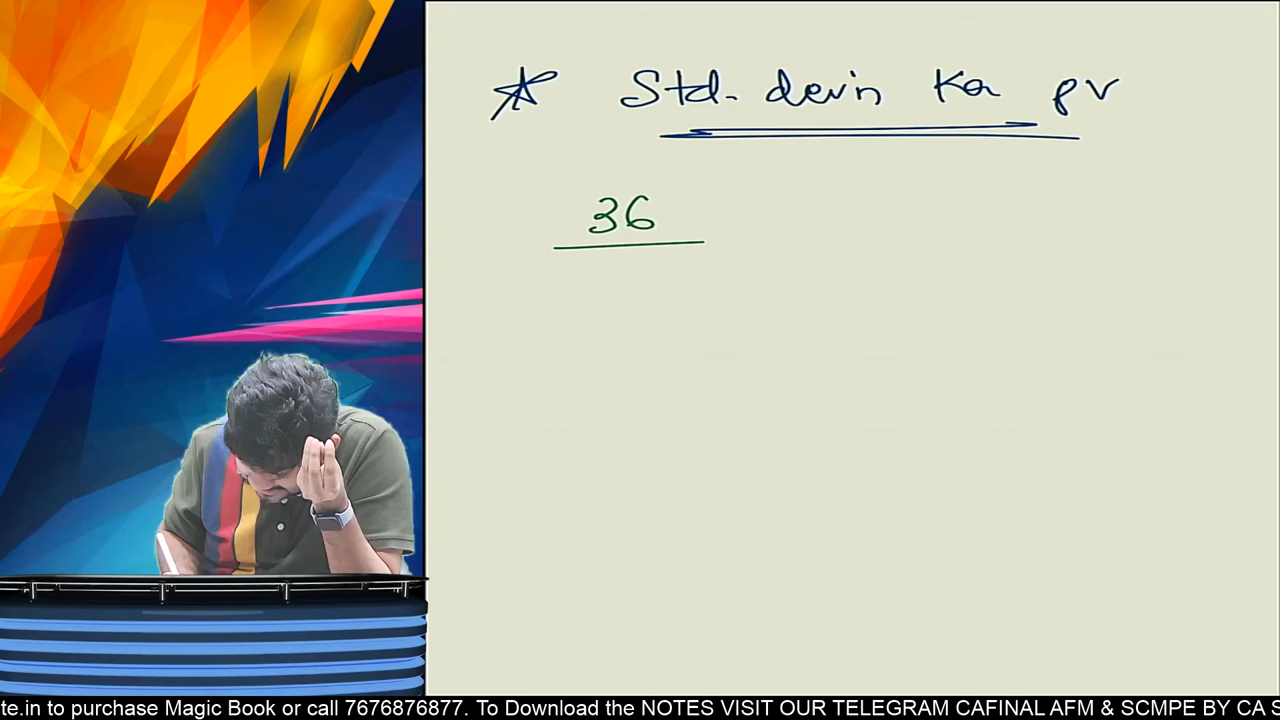 Std. devin Ka pv
36
te.in to purchase Magic Book or call 7676876877. To Download the NOTES VISIT OUR TELEGRAM CAFINAL AFM & SCMPE BY CA S